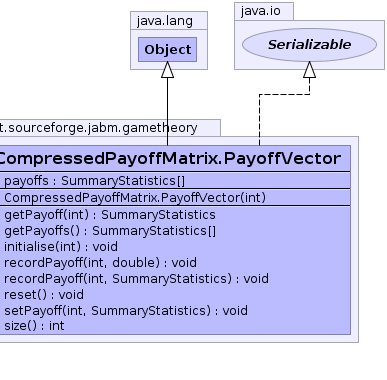 java.lang
java.io
Object
Serializable
t.sourceforge.jabm.gametheory
CompressedPayoffMatrix.PayoffVector
payoffs : SummaryStatistics[]
CompressedPayoffMatrix.PayoffVector(int)
getPayoff(int) : SummaryStatistics
getPayoffs() : SummaryStatistics[]
initialise(int) : void
recordPayoff(int, double) : void
recordPayoff(int, SummaryStatistics) : void
reset() : void
setPayoff(int, SummaryStatistics) : void
size() : int